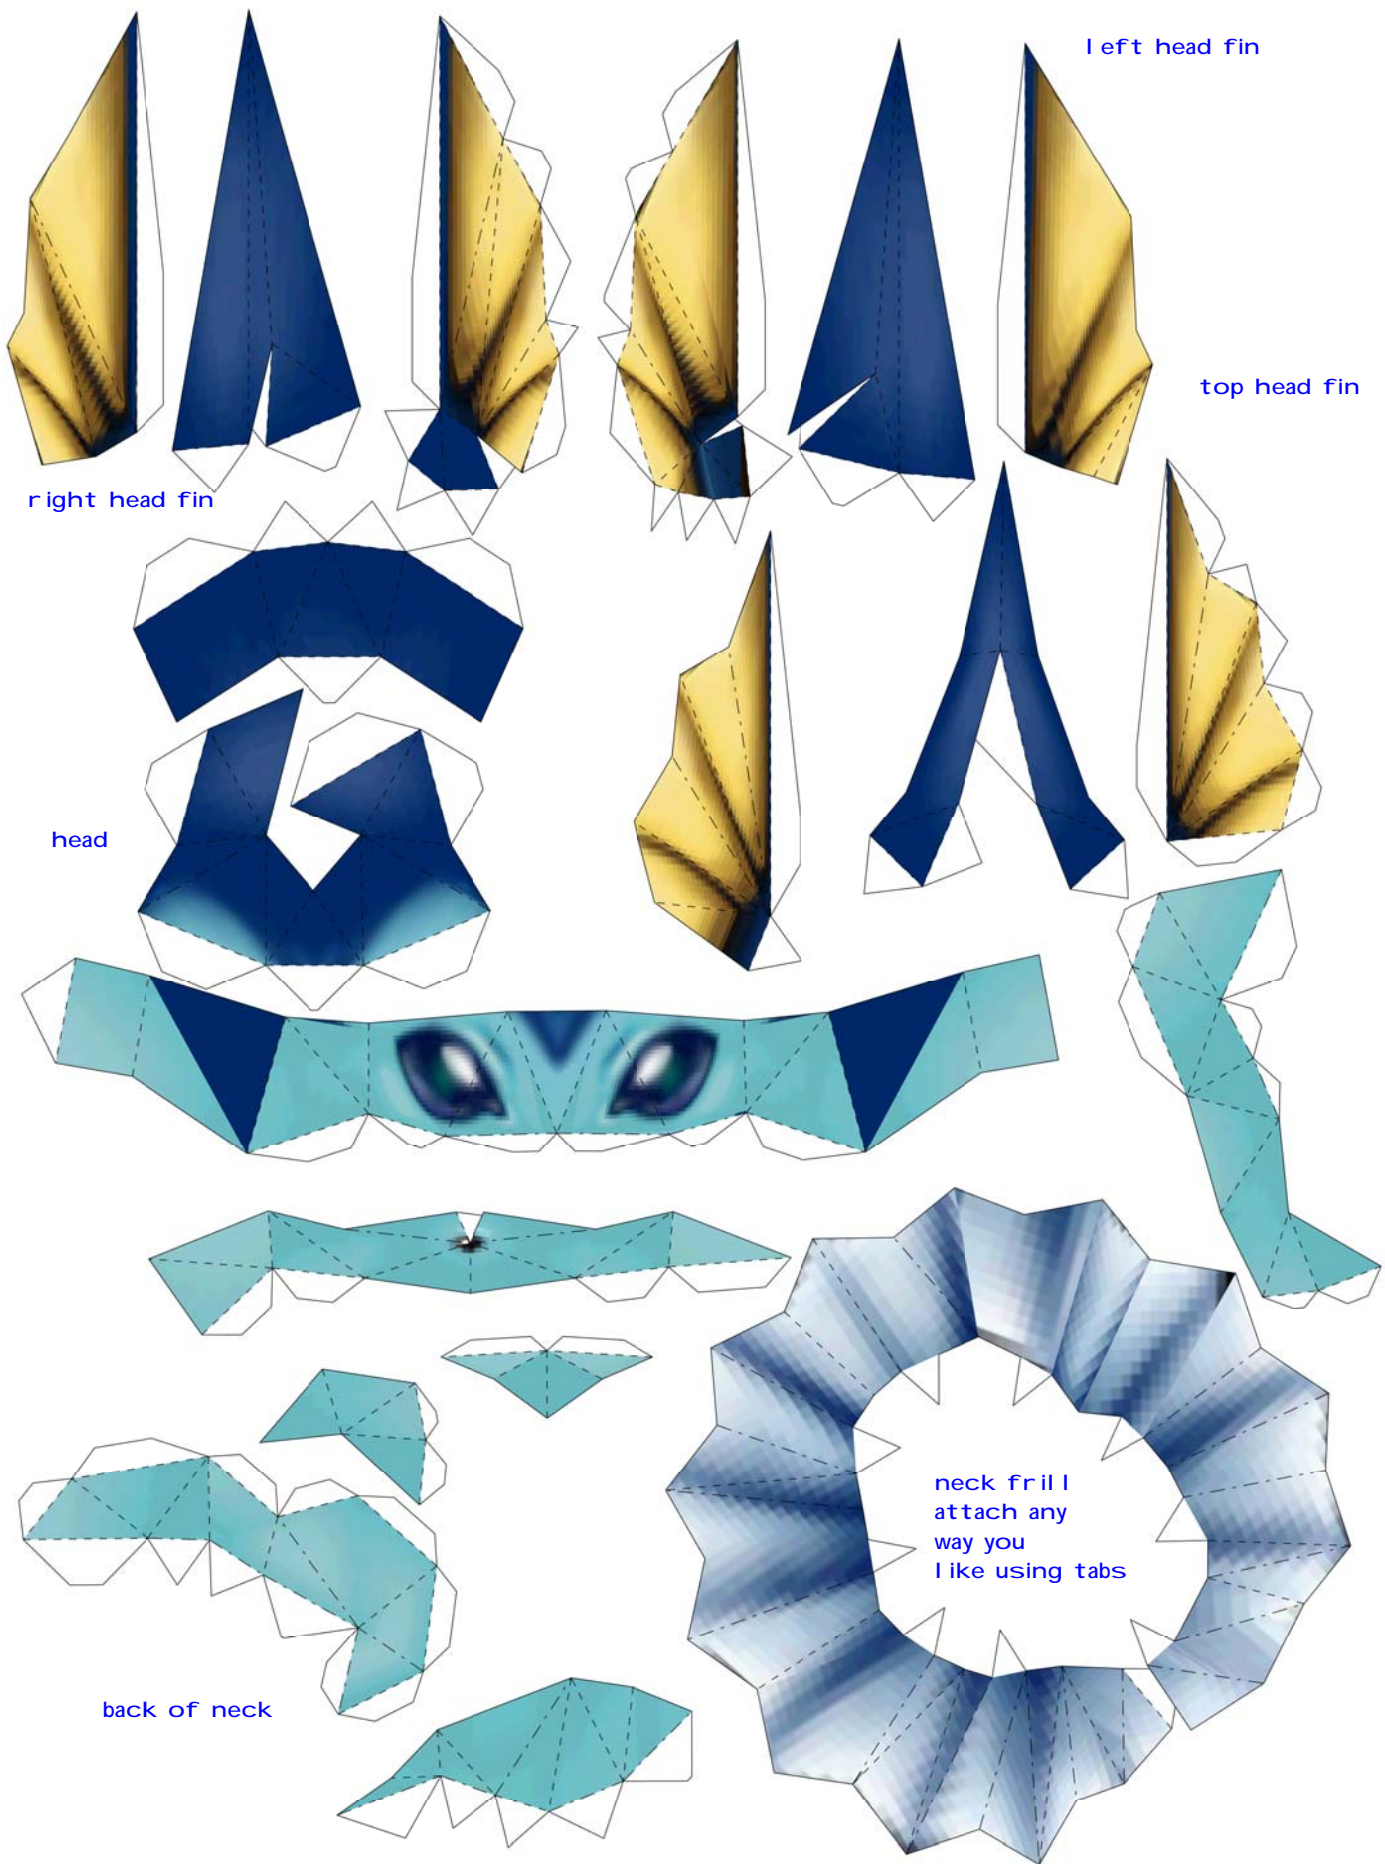 left head fin
top head fin
right head fin
head
neck frill
attach any
way you
like using tabs
back of neck